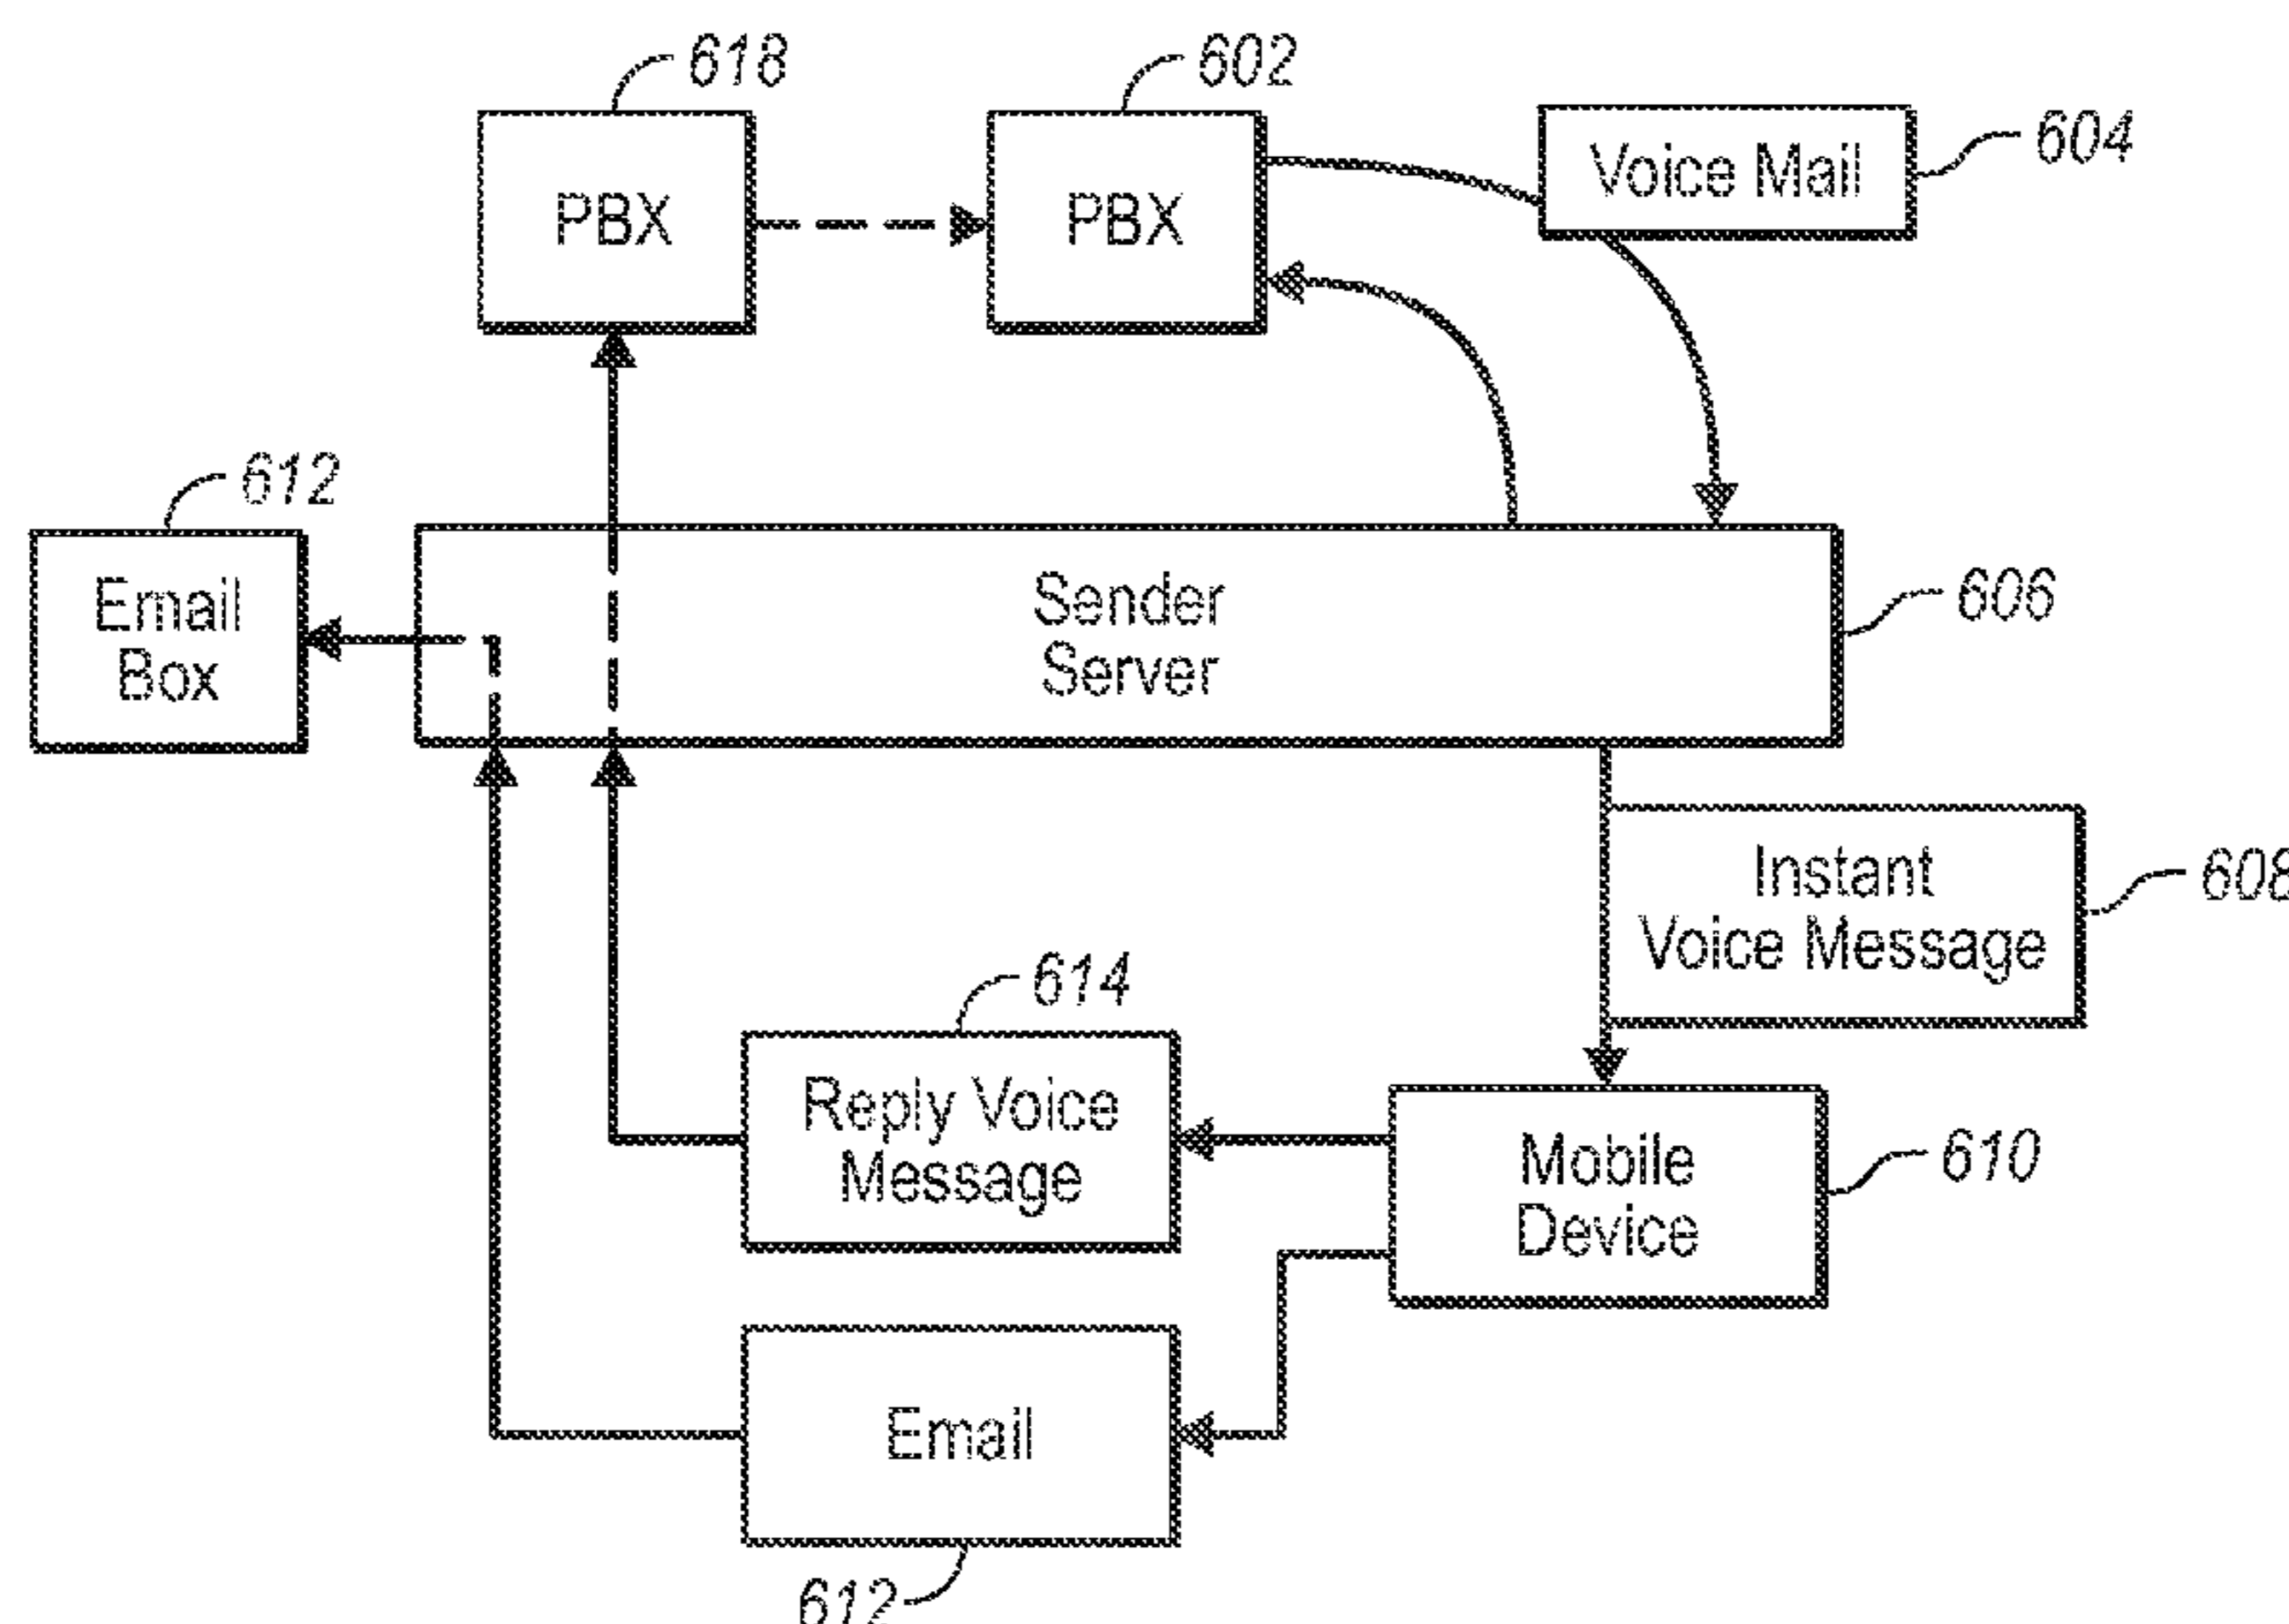 618
602
PBX
PBX
Voice Mail
604
612
Email
Box
Sender
Server
606
Instant
Voice Message
608
614
Reply Voice
Message
Mobile
Device
610
Email
612